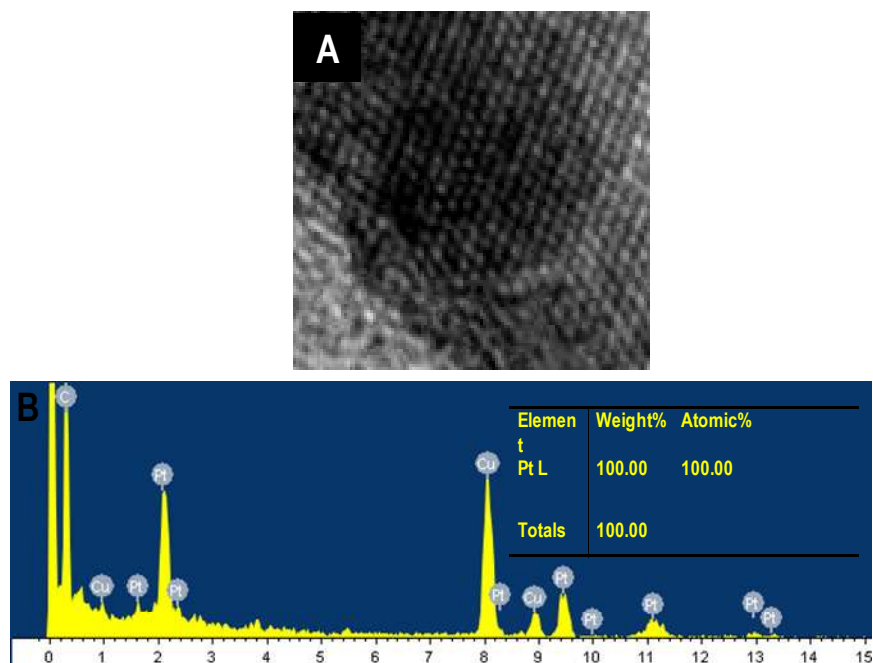 A
B
Elemen Weight% Atomic%
t
Pt L 100.00 100.00
Totals 100.00
C
Pt
Cu
Cu
Pt
Pt
Pt
Cu
Pt
Pt
Pt
Pt
Pt
0 1 2 3 4 5 6 7 8 9 10 11 12 13 14 15